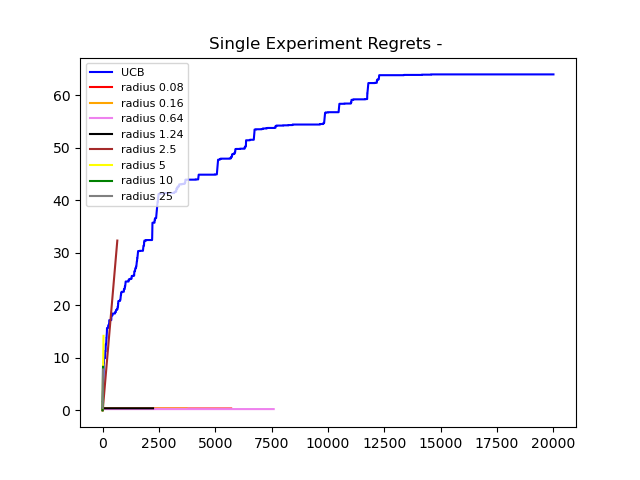 Single Experiment Regrets -
UCB
radius 0.08
radius 0.16
radius 0.64
radius 1.24
radius 2.5
radius 5
radius 10
radius 25
60
50
40
30
20
10
0
0 2500 5000 7500 10000 12500 15000 17500 20000